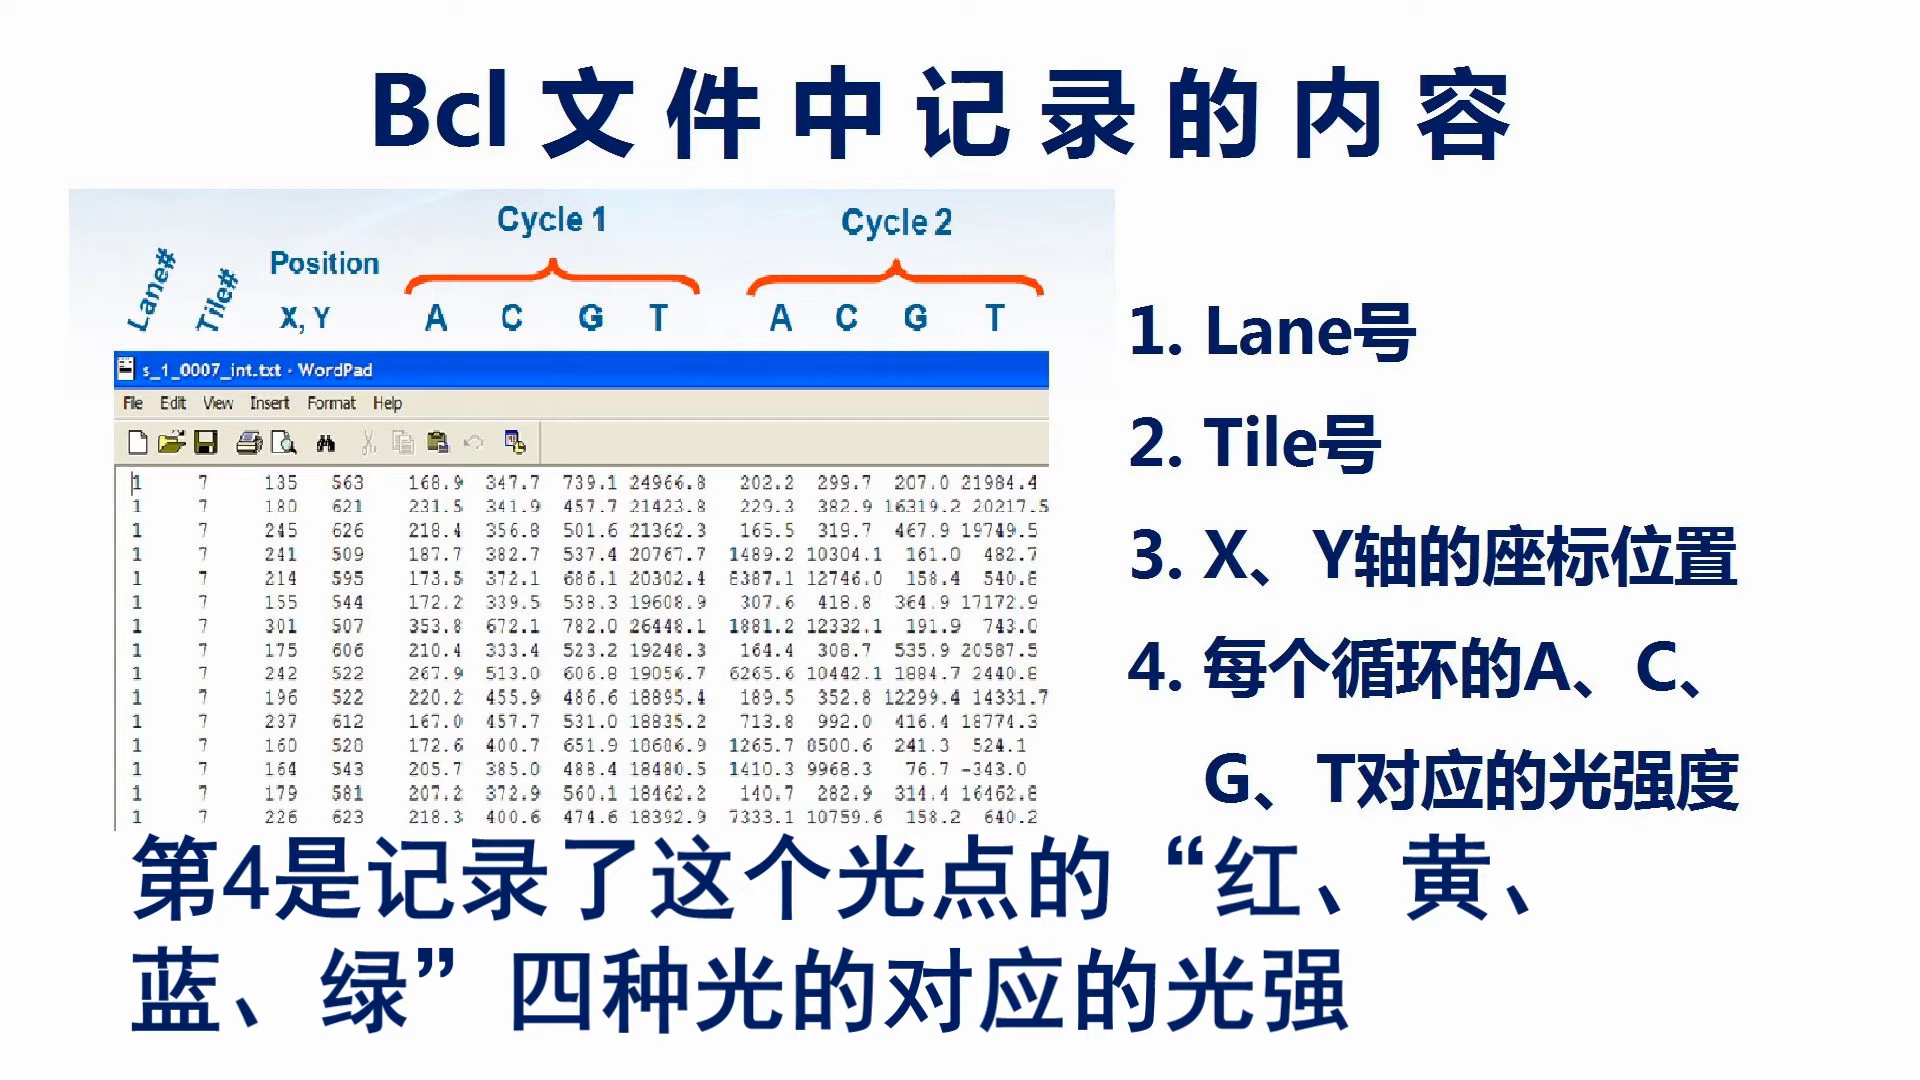 Bcl文件中记录的内容
Cycle 1 Cycle 2
Lane# Tile# Position
X, Y A C G T A C G T
s_1_0007_int.txt - WordPad
File Edit View Insert Format Help
1 7 135 563 168.9 347.7 739.1 24966.8 202.2 299.7 207.0 21984.4
1 7 180 621 231.5 341.9 457.7 21423.8 229.3 382.9 16319.2 20217.5
1 7 245 626 218.4 356.8 501.6 21362.3 165.5 319.7 467.9 19749.5
1 7 241 509 187.7 382.7 537.4 20767.7 1489.2 10304.1 161.0 482.7
1 7 214 595 173.5 372.1 686.1 20302.4 8387.1 12746.0 158.4 540.8
1 7 155 544 172.2 339.5 538.3 19608.9 307.6 418.8 364.9 17172.9
1 7 301 507 353.8 672.1 782.0 26448.1 1881.2 12332.1 191.9 743.0
1 7 175 606 210.4 333.4 523.2 19248.3 164.4 308.7 535.9 20587.5
1 7 242 522 267.9 513.0 606.8 19056.7 6265.6 10442.1 1884.7 2440.8
1 7 196 522 220.2 455.9 486.6 18895.4 189.5 352.8 12299.4 14331.7
1 7 237 612 167.0 457.7 531.0 18835.2 713.8 992.0 416.4 18774.3
1 7 160 528 172.6 400.7 651.9 18686.9 1265.7 8500.6 241.3 524.1
1 7 164 543 205.7 385.0 488.4 18480.5 1410.3 9968.3 76.7 -343.0
1 7 179 581 207.2 372.9 560.1 18462.2 140.7 282.9 314.4 16462.8
1 7 226 623 218.3 400.6 474.6 18392.9 7333.1 10759.6 158.2 640.2
1. Lane号
2. Tile号
3. X、Y轴的座标位置
4. 每个循环的A、C、
G、T对应的光强度
第4是记录了这个光点的“红、黄、
蓝、绿”四种光的对应的光强